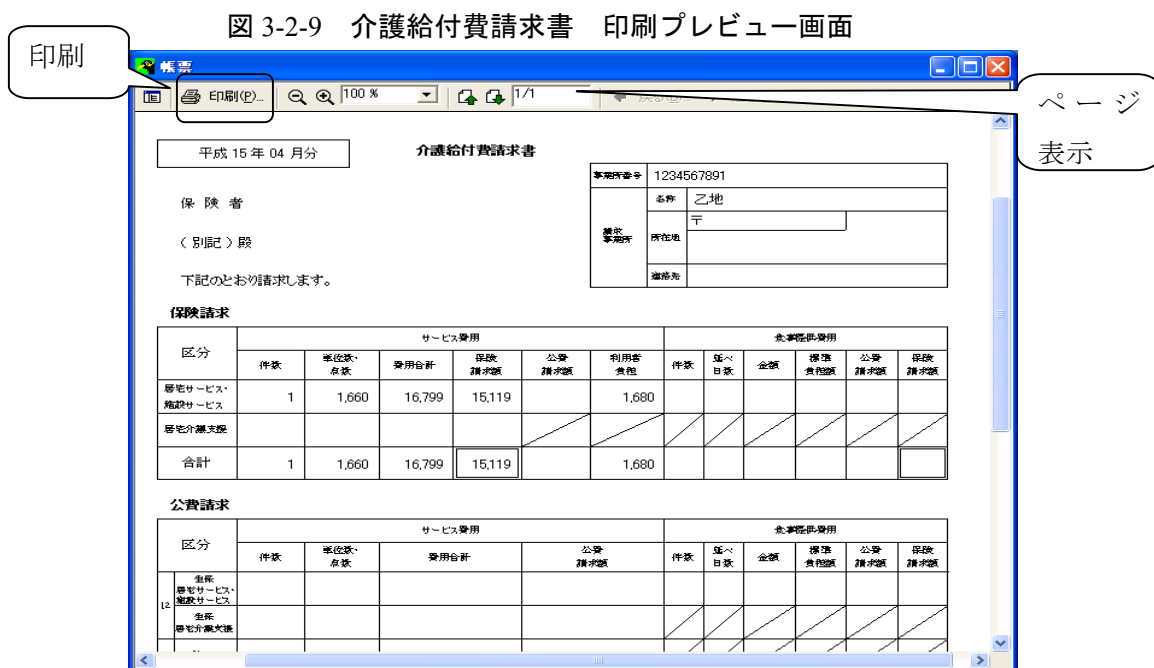 図 3-2-9 介護給付費請求書 印刷プレビュー画面
印刷
帳票
印刷(P)... 100 % 1/1
ページ
表示
平成 15 年 04 月分
介護給付費請求書
事業所番号 1234567891
保 険 者
名称 乙地
〒
請求
事業所
所在地
( 別記 ) 殿
連絡先
下記のとおり請求します。
保険請求
区分 サービス費用 食事提供費用
件数 単位数・点数 費用合計 保険請求額 公費請求額 利用者負担 件数 延べ日数 金額 標準負担額 公費請求額 保険請求額
居宅サービス・施設サービス 1 1,660 16,799 15,119 1,680
居宅介護支援
合計 1 1,660 16,799 15,119 1,680
公費請求
区分 サービス費用 食事提供費用
件数 単位数・点数 費用合計 公費請求額 件数 延べ日数 金額 標準負担額 公費請求額 保険請求額
12 生保居宅サービス・施設サービス
生保居宅介護支援